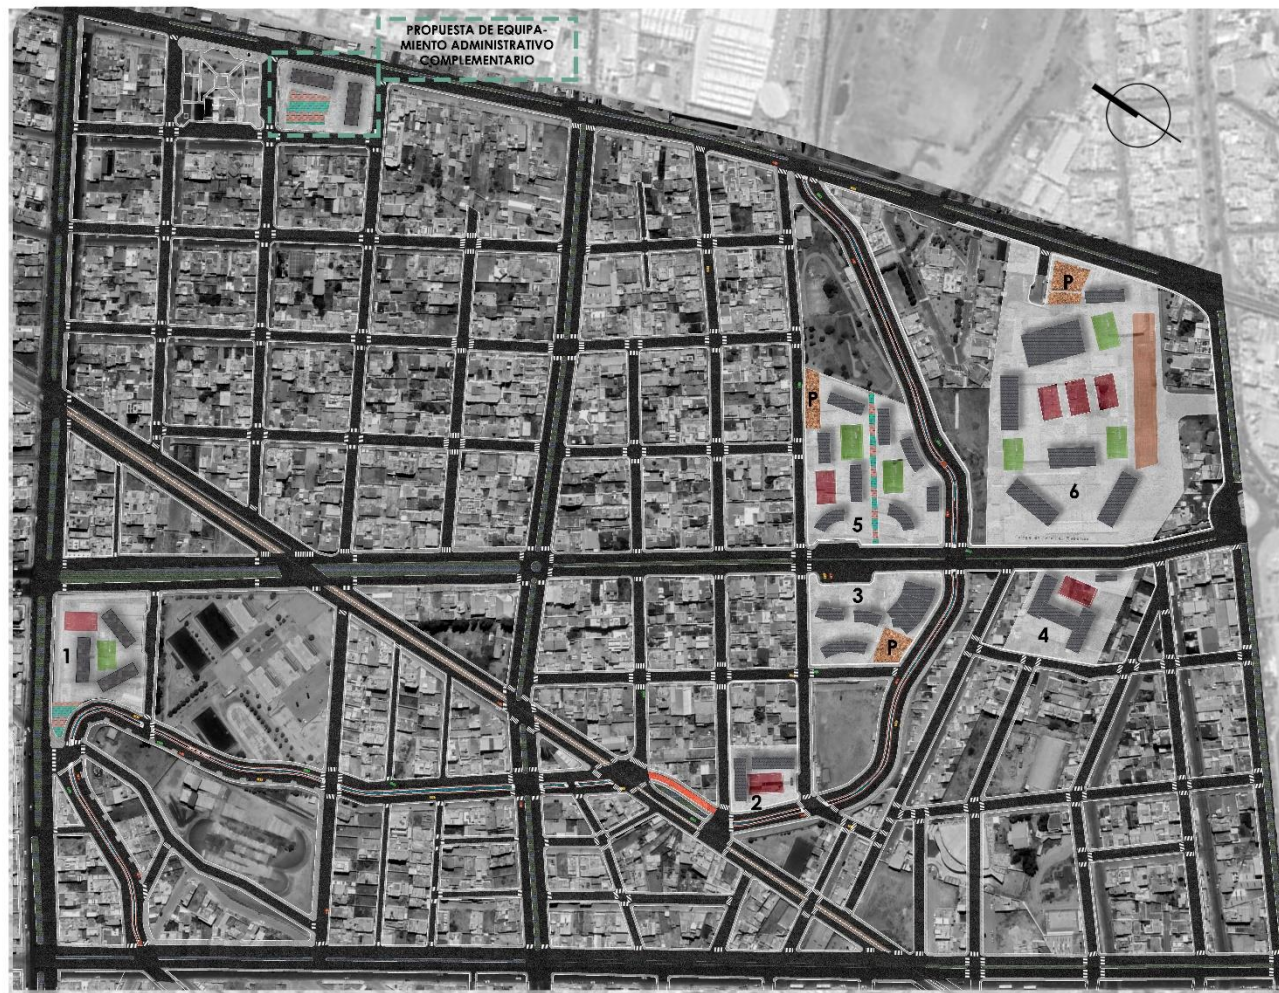 PROPUESTA DE EQUIPA-
MIENTO ADMINISTRATIVO
COMPLEMENTARIO
P
P
6
5
3
P
4
1
2